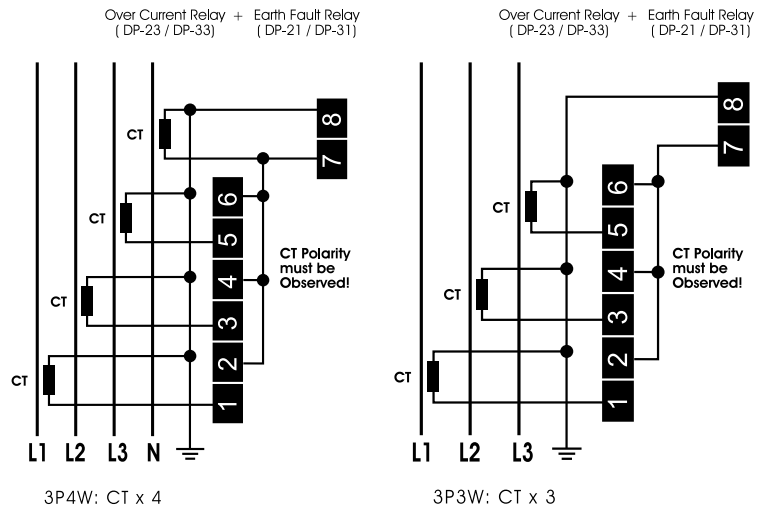 Over Current Relay + Earth Fault Relay
( DP-23 / DP-33) ( DP-21 / DP-31)
8
7
CT
6
5
CT
4
3
CT
2
1
CT
CT Polarity
must be
Observed!
L1 L2 L3 N
3P4W: CT x 4
Over Current Relay + Earth Fault Relay
( DP-23 / DP-33) ( DP-21 / DP-31)
8
7
6
5
CT
4
3
CT
2
1
CT
CT Polarity
must be
Observed!
L1 L2 L3
3P3W: CT x 3